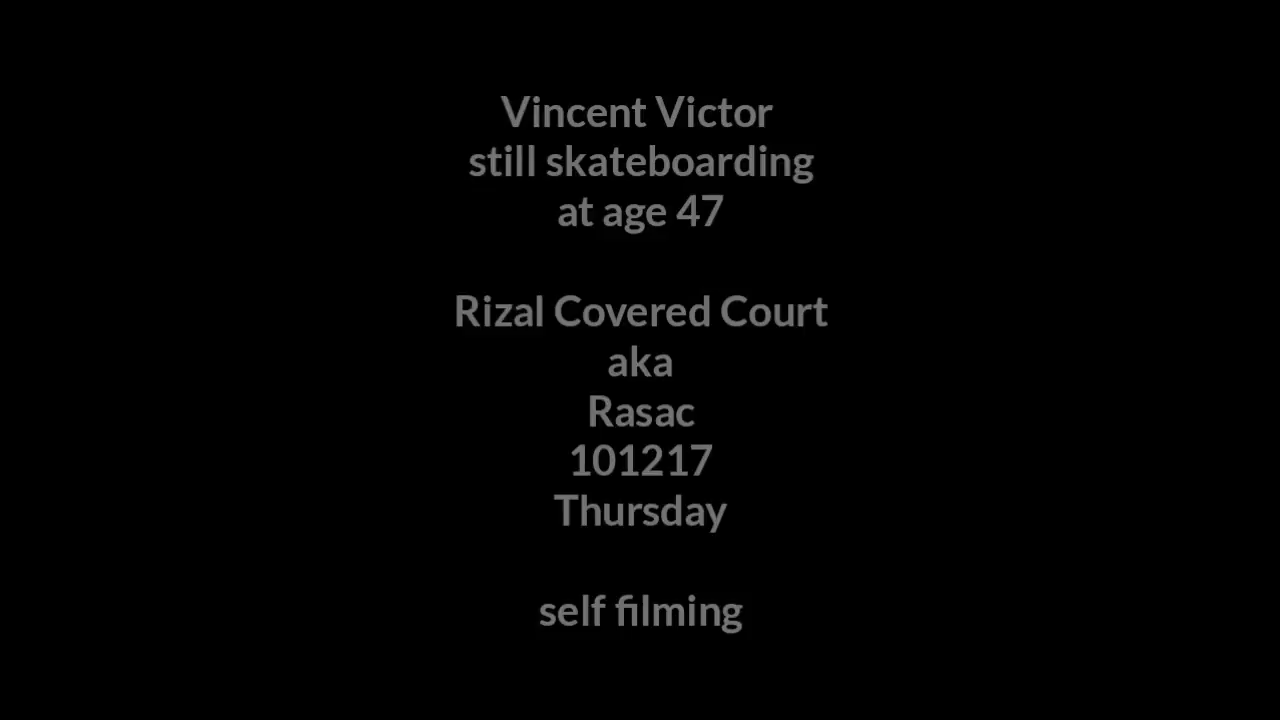 Vincent Victor
still skateboarding
at age 47
Rizal Covered Court
aka
Rasac
101217
Thursday
self filming